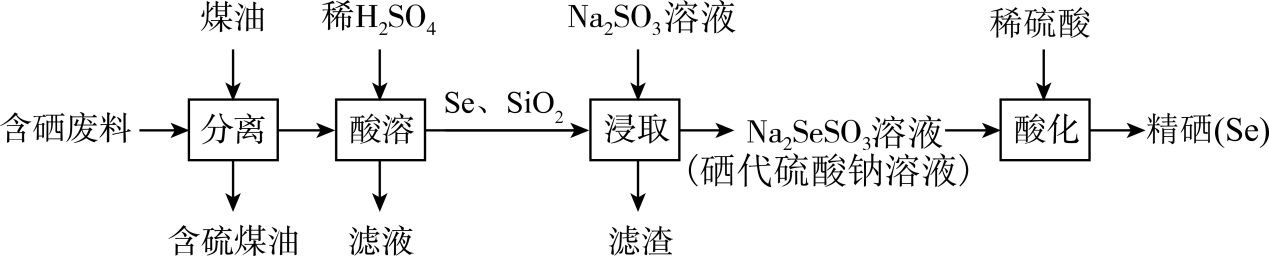 煤油
稀H₂SO₄
Na₂SO₃溶液
稀硫酸
含硒废料
分离
酸溶
Se、SiO₂
浸取
Na₂SeSO₃溶液
(硒代硫酸钠溶液)
酸化
精硒(Se)
含硫煤油
滤液
滤渣